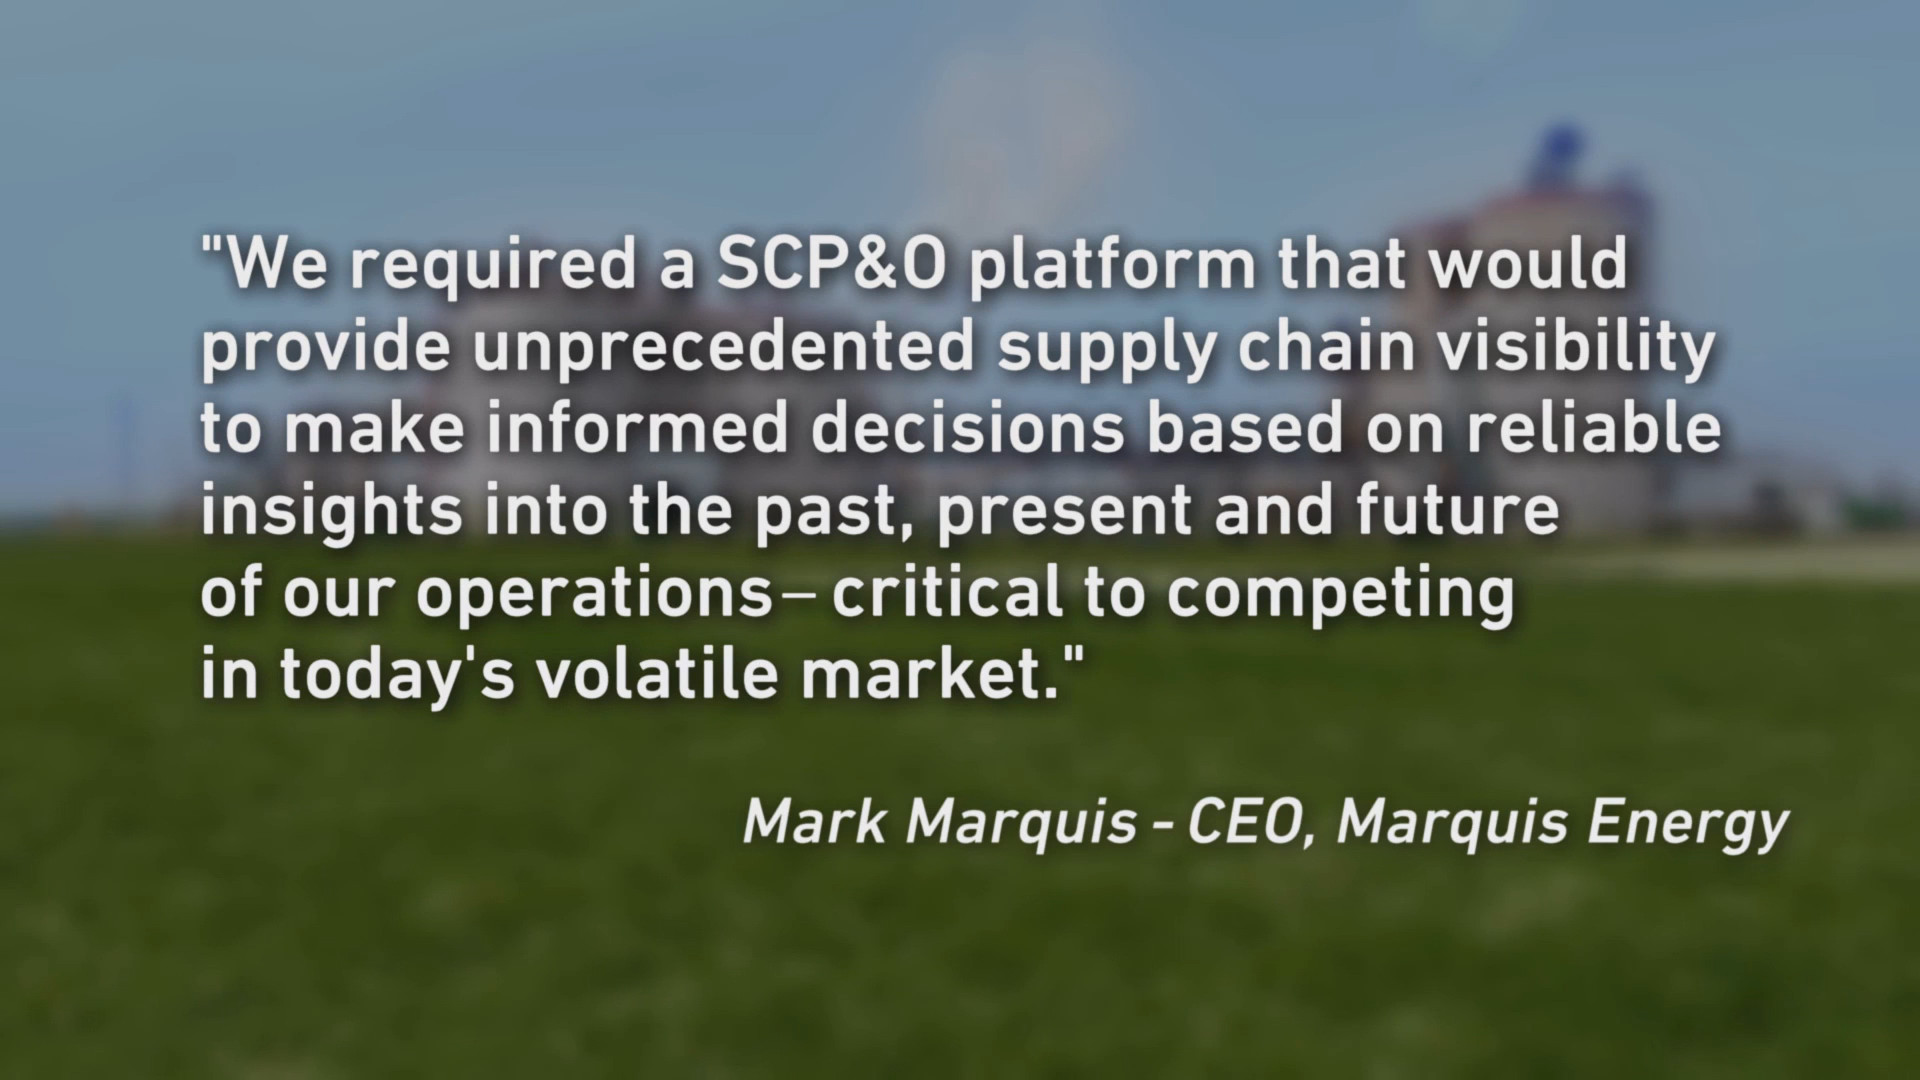 "We required a SCP&O platform that would
provide unprecedented supply chain visibility
to make informed decisions based on reliable
insights into the past, present and future
of our operations – critical to competing
in today's volatile market."
Mark Marquis - CEO, Marquis Energy